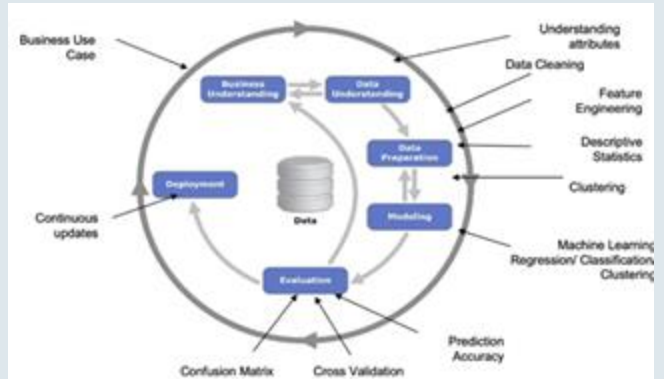 Business Use
Case
Understanding
attributes
Data Cleaning
Feature
Engineering
Descriptive
Statistics
Clustering
Machine Learning
Regression/ Classification/
Clustering
Prediction
Accuracy
Cross Validation
Confusion Matrix
Continuous
updates
Business
Understanding
Data
Understanding
Data
Preparation
Modeling
Evaluation
Deployment
Data